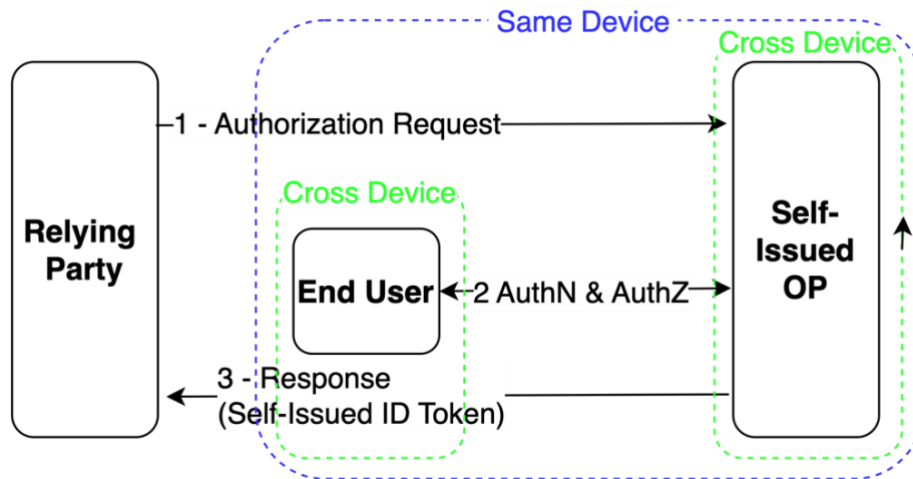 Same Device
Cross Device
1 - Authorization Request
Cross Device
Relying
Party
End User
2 AuthN & AuthZ
Self-
Issued
OP
3 - Response
(Self-Issued ID Token)